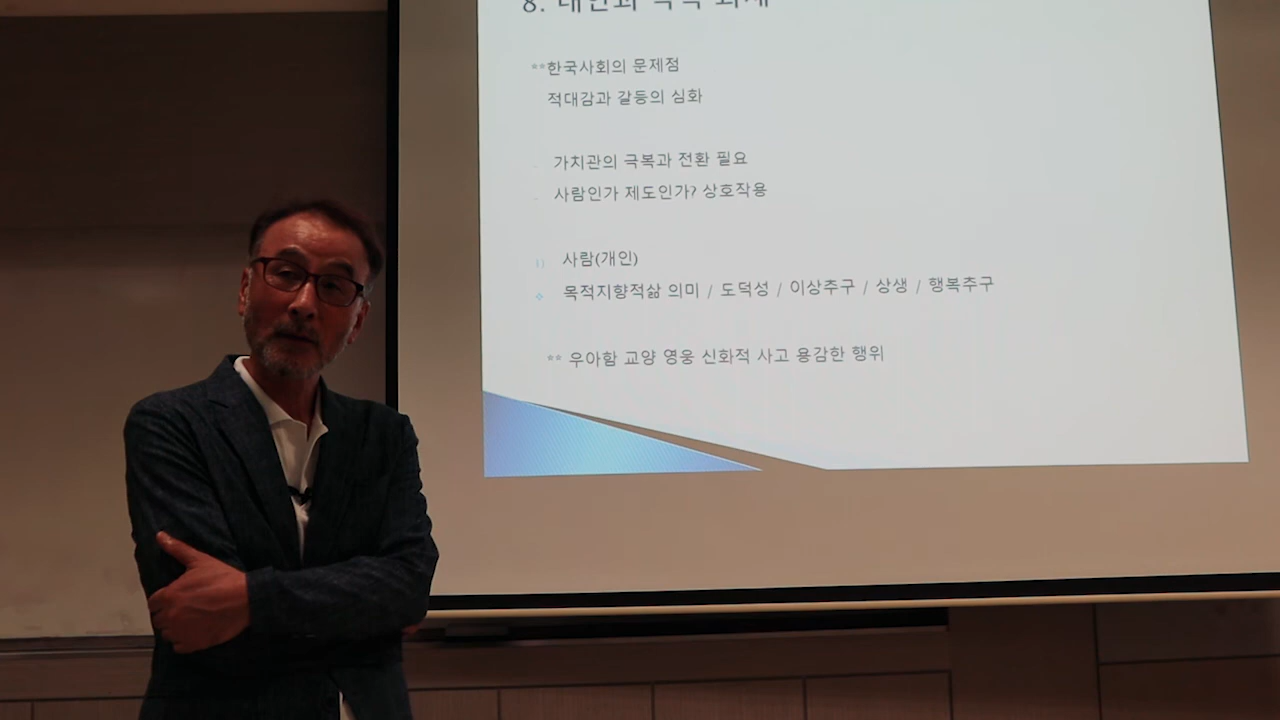 **한국사회의 문제점
적대감과 갈등의 심화
- 가치관의 극복과 전환 필요
- 사람인가 제도인가? 상호작용
1) 사람(개인)
❖ 목적지향적삶 의미 / 도덕성 / 이상추구 / 상생 / 행복추구
** 우아함 교양 영웅 신화적 사고 용감한 행위